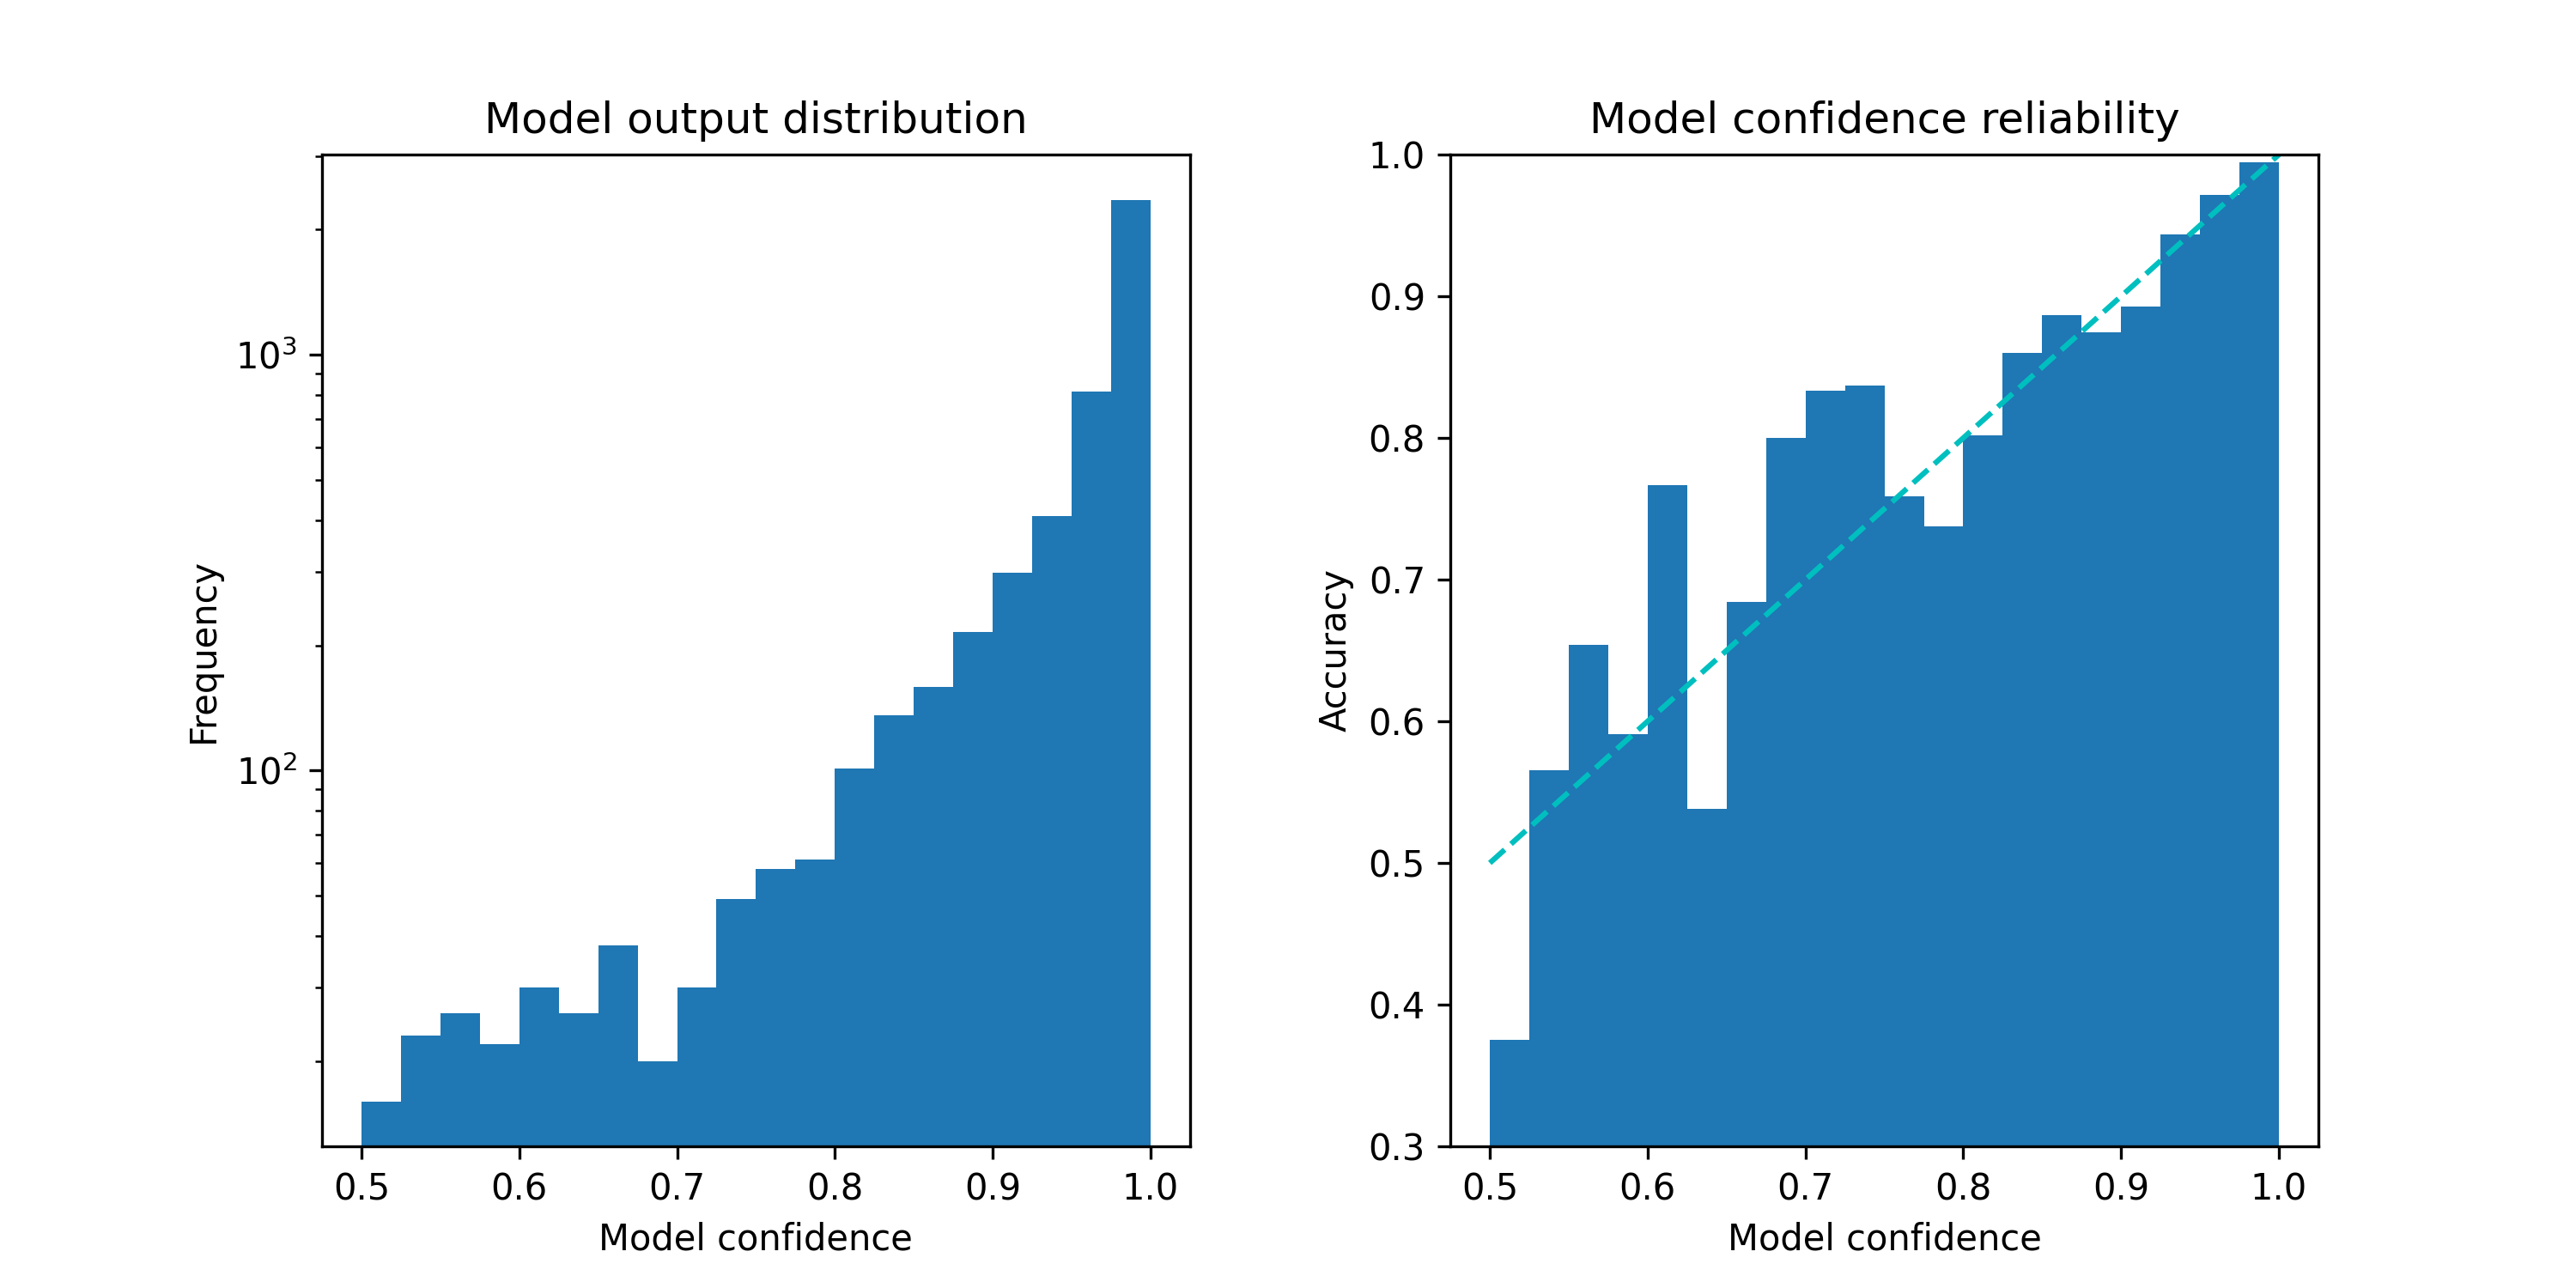 Model output distribution
Frequency
10³
10²
0.5 0.6 0.7 0.8 0.9 1.0
Model confidence
Model confidence reliability
Accuracy
1.0
0.9
0.8
0.7
0.6
0.5
0.4
0.3
0.5 0.6 0.7 0.8 0.9 1.0
Model confidence